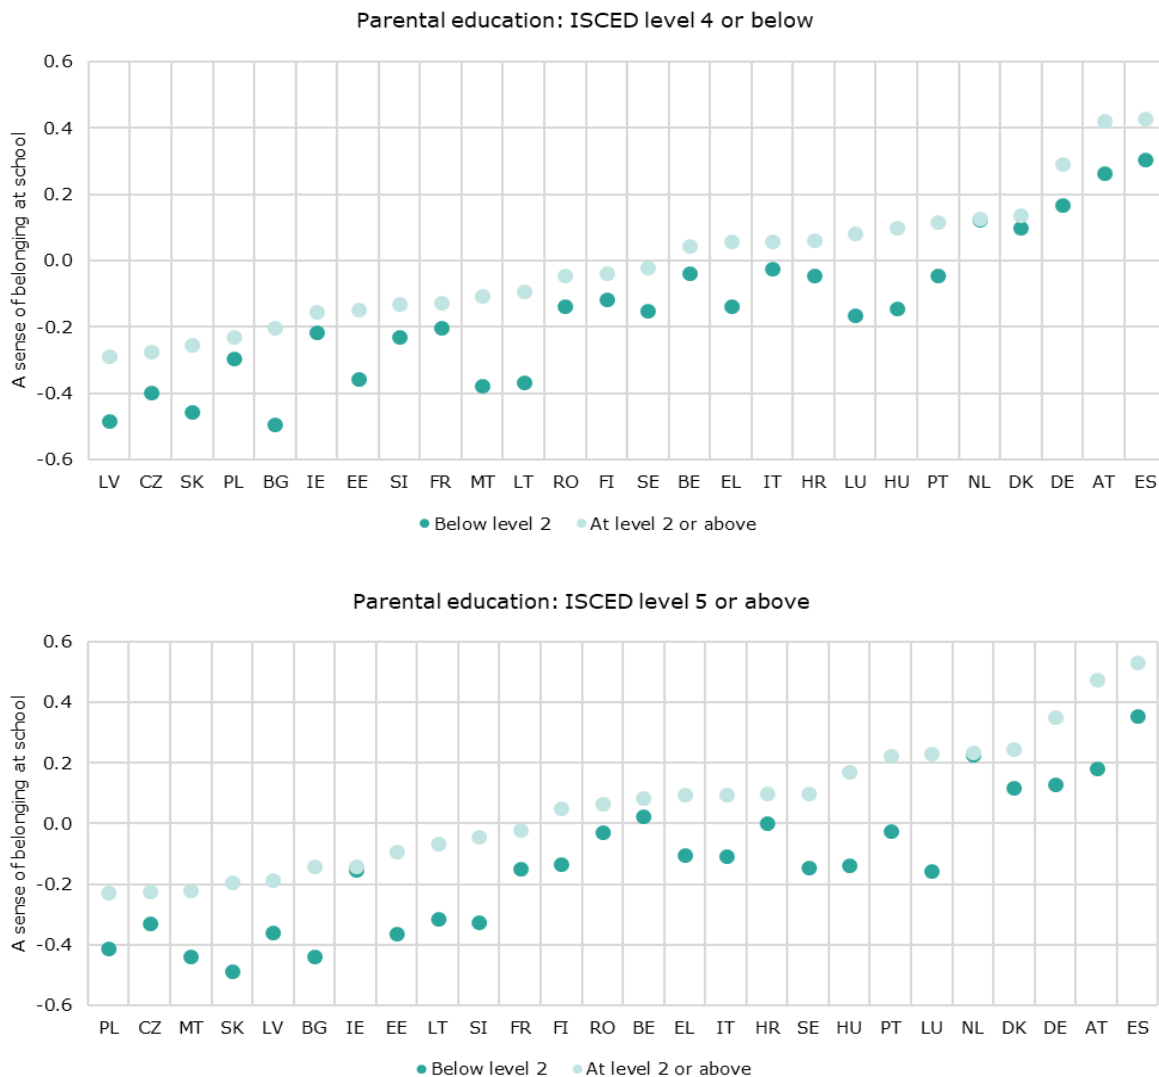 Parental education: ISCED level 4 or below
A sense of belonging at school
0.6
0.4
0.2
0.0
-0.2
-0.4
-0.6
LV CZ SK PL BG IE EE SI FR MT LT RO FI SE BE EL IT HR LU HU PT NL DK DE AT ES
Below level 2 At level 2 or above
Parental education: ISCED level 5 or above
A sense of belonging at school
0.6
0.4
0.2
0.0
-0.2
-0.4
-0.6
PL CZ MT SK LV BG IE EE LT SI FR FI RO BE EL IT HR SE HU PT LU NL DK DE AT ES
Below level 2 At level 2 or above